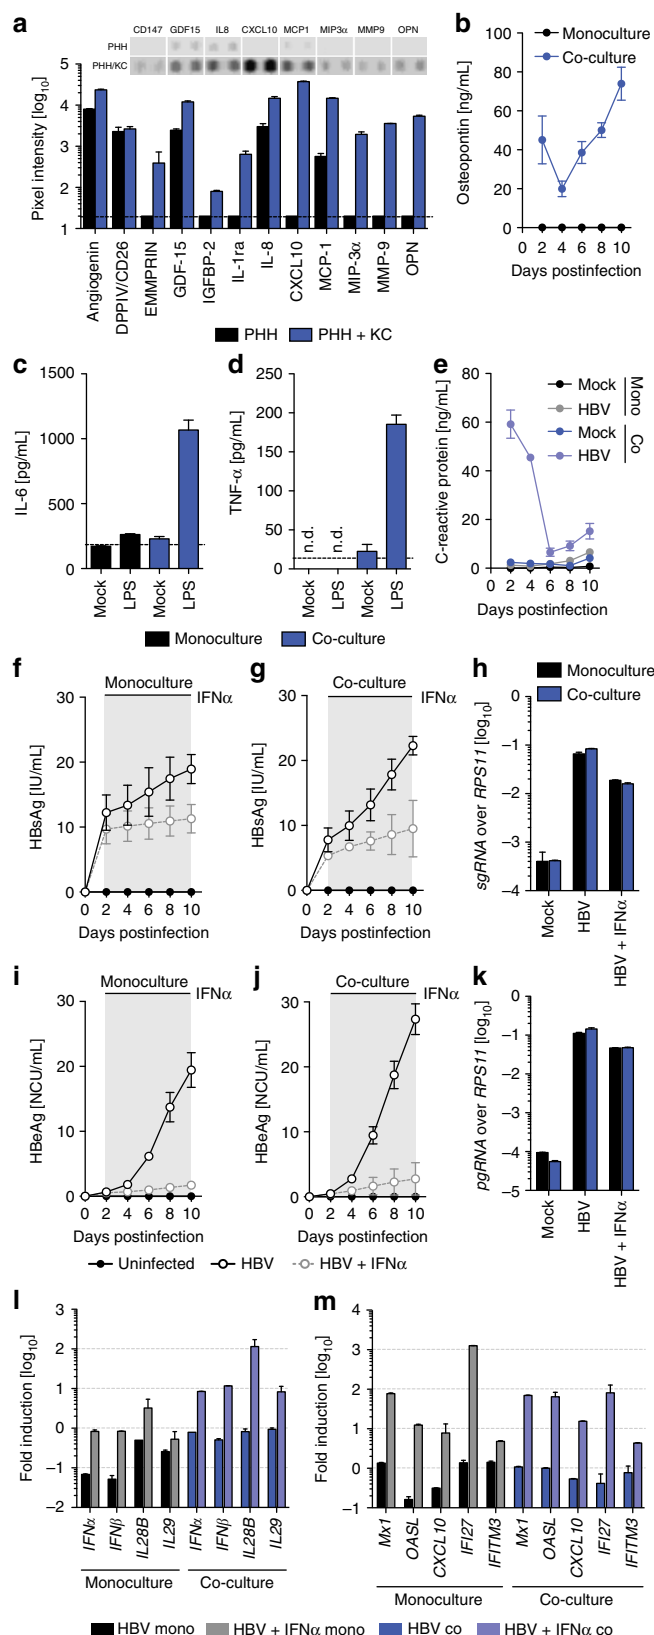 a
CD147 GDF15 IL8 CXCL10 MCP1 MIP3α MMP9 OPN
PHH
PHH/KC
Pixel intensity [log10]
5
4
3
2
1
Angiogenin
DPPIV/CD26
EMMPRIN
GDF-15
IGFBP-2
IL-1ra
IL-8
CXCL10
MCP-1
MIP-3α
MMP-9
OPN
PHH PHH + KC
b
Monoculture
Co-culture
Osteopontin [ng/mL]
100
80
60
40
20
0
2 4 6 8 10
Days postinfection
c
IL-6 [pg/mL]
1500
1000
500
0
Mock
LPS
Mock
LPS
d
TNF-α [pg/mL]
250
200
150
100
50
0
n.d.
n.d.
Mock
LPS
Mock
LPS
Monoculture Co-culture
e
C-reactive protein [ng/mL]
80
60
40
20
0
Mock
HBV
Mono
Mock
HBV
Co
0 2 4 6 8 10
Days postinfection
f
Monoculture
IFNα
HBsAg [IU/mL]
30
20
10
0
0 2 4 6 8 10
Days postinfection
g
Co-culture
IFNα
HBsAg [IU/mL]
30
20
10
0
0 2 4 6 8 10
Days postinfection
h
Monoculture
Co-culture
sgRNA over RPS11 [log10]
0
−1
−2
−3
−4
Mock
HBV
HBV + IFNα
i
Monoculture
IFNα
HBeAg [NCU/mL]
30
20
10
0
0 2 4 6 8 10
Days postinfection
j
Co-culture
IFNα
HBeAg [NCU/mL]
30
20
10
0
0 2 4 6 8 10
Days postinfection
Uninfected HBV HBV + IFNα
k
pgRNA over RPS11 [log10]
0
−1
−2
−3
−4
−5
Mock
HBV
HBV + IFNα
l
Fold induction [log10]
3
2
1
0
−1
−2
IFNα
IFNβ
IL28B
IL29
IFNα
IFNβ
IL28B
IL29
Monoculture Co-culture
m
Fold induction [log10]
4
3
2
1
0
−1
Mx1
OASL
CXCL10
IFI27
IFITM3
Mx1
OASL
CXCL10
IFI27
IFITM3
Monoculture Co-culture
HBV mono HBV + IFNα mono HBV co HBV + IFNα co